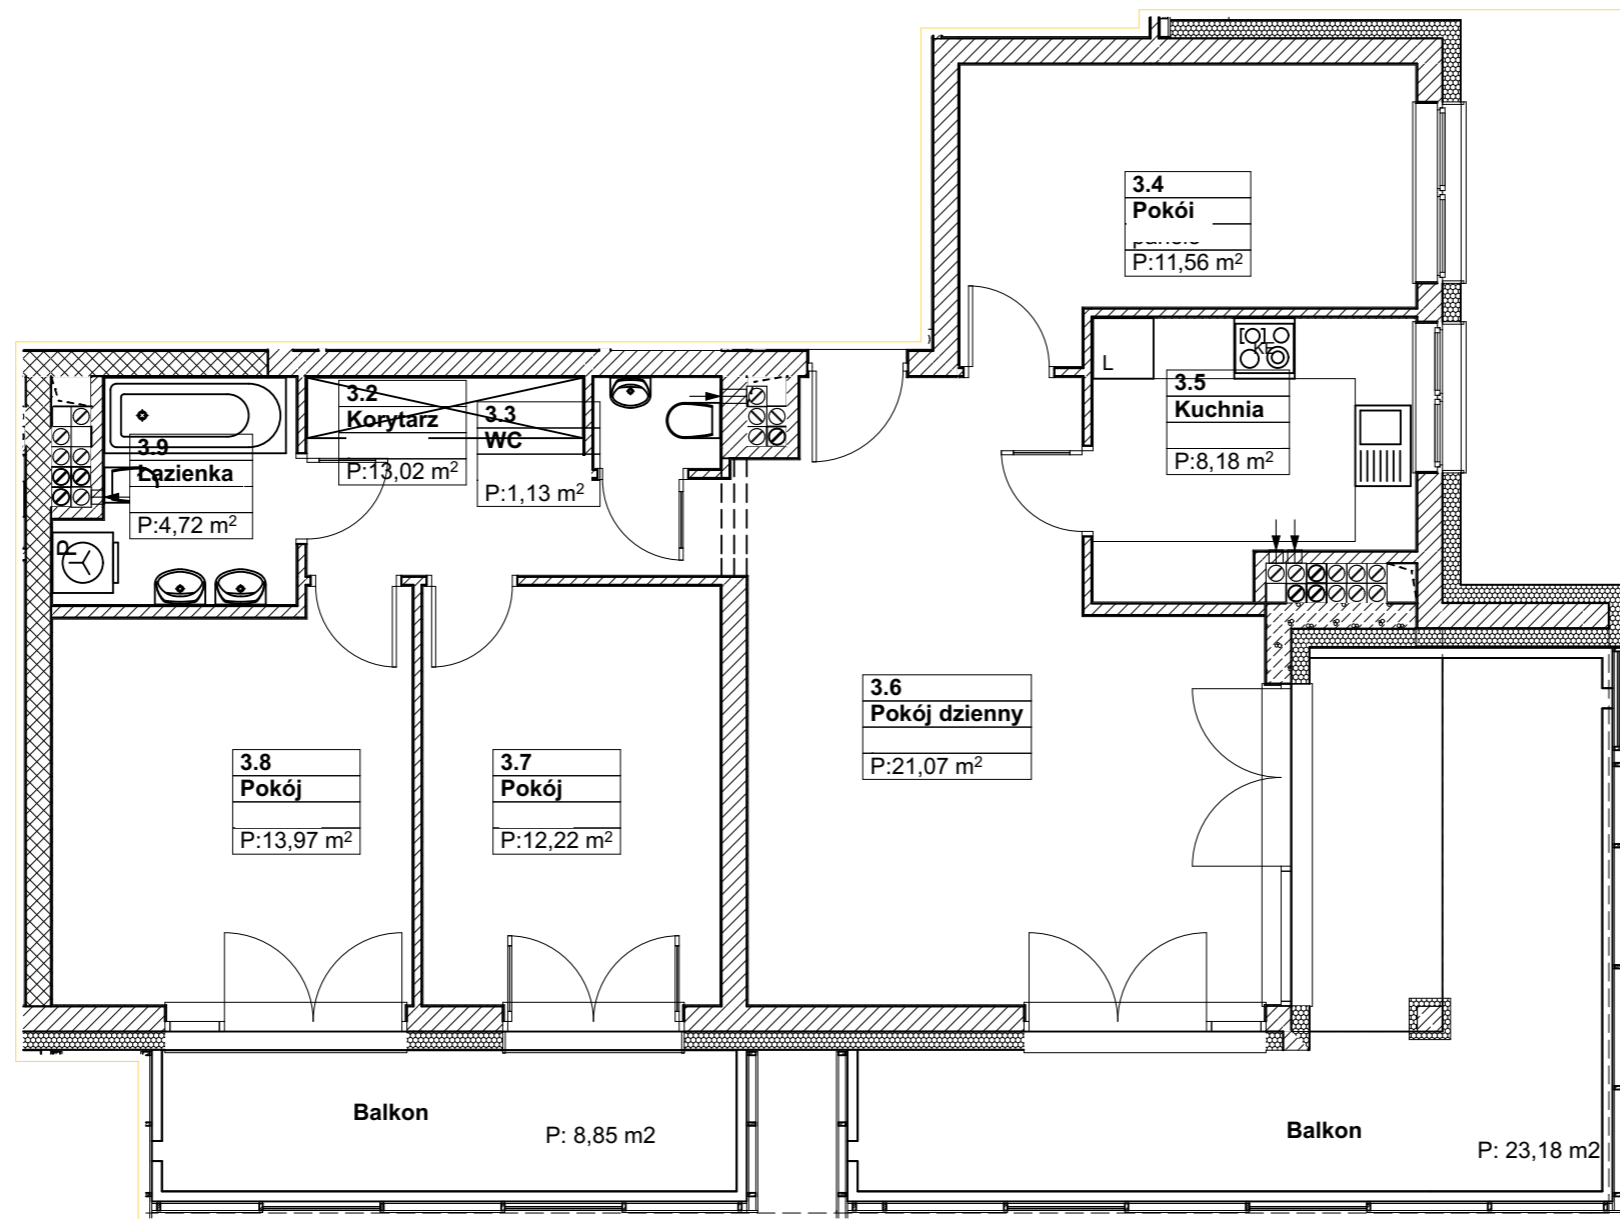 3.4
Pokój
P:11,56 m²
L
KE
3.5
Kuchnia
P:8,18 m²
3.2
Korytarz
P:13,02 m²
3.3
WC
P:1,13 m²
3.9
Łazienka
P:4,72 m²
P
3.6
Pokój dzienny
P:21,07 m²
3.8
Pokój
P:13,97 m²
3.7
Pokój
P:12,22 m²
Balkon
P: 8,85 m2
Balkon
P: 23,18 m2